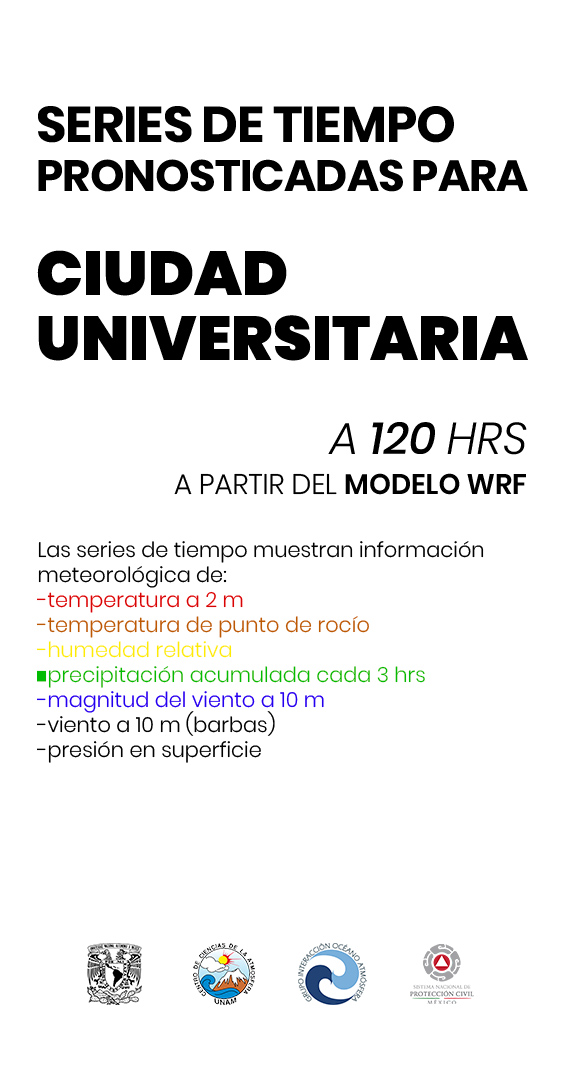 SERIES DE TIEMPO
PRONOSTICADAS PARA
CIUDAD
UNIVERSITARIA
A 120 HRS
A PARTIR DEL MODELO WRF
Las series de tiempo muestran información
meteorológica de:
-temperatura a 2 m
-temperatura de punto de rocío
-humedad relativa
■precipitación acumulada cada 3 hrs
-magnitud del viento a 10 m
-viento a 10 m (barbas)
-presión en superficie
CENTRO DE CIENCIAS DE LA ATMÓSFERA
UNAM
GRUPO INTERACCIÓN OCÉANO ATMÓSFERA
SISTEMA NACIONAL DE
PROTECCIÓN CIVIL
MÉXICO